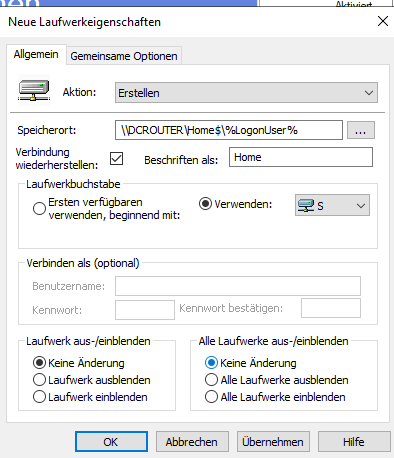 Aktiviert
Neue Laufwerkeigenschaften
Allgemein Gemeinsame Optionen
Aktion: Erstellen
Speicherort: \\DCROUTER\Home$\%LogonUser% ...
Verbindung
wiederherstellen: Beschriften als: Home
Laufwerkbuchstabe
Ersten verfügbaren
verwenden, beginnend mit: Verwenden: S
Verbinden als (optional)
Benutzername:
Kennwort: Kennwort bestätigen:
Laufwerk aus-/einblenden Alle Laufwerke aus-/einblenden
Keine Änderung Keine Änderung
Laufwerk ausblenden Alle Laufwerke ausblenden
Laufwerk einblenden Alle Laufwerke einblenden
OK Abbrechen Übernehmen Hilfe